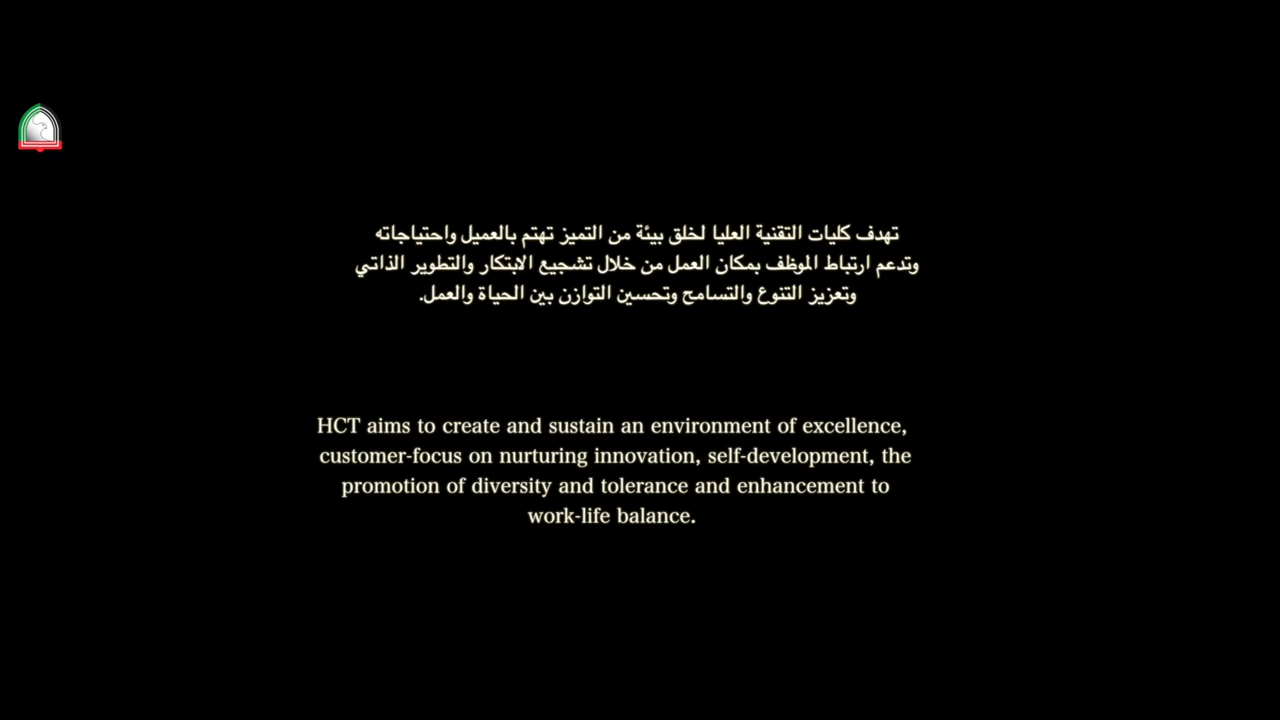 تهدف كليات التقنية العليا لخلق بيئة من التميز تهتم بالعميل واحتياجاته
وتدعم ارتباط الموظف بمكان العمل من خلال تشجيع الابتكار والتطوير الذاتي
وتعزيز التنوع والتسامح وتحسين التوازن بين الحياة والعمل.
HCT aims to create and sustain an environment of excellence,
customer-focus on nurturing innovation, self-development, the
promotion of diversity and tolerance and enhancement to
work-life balance.